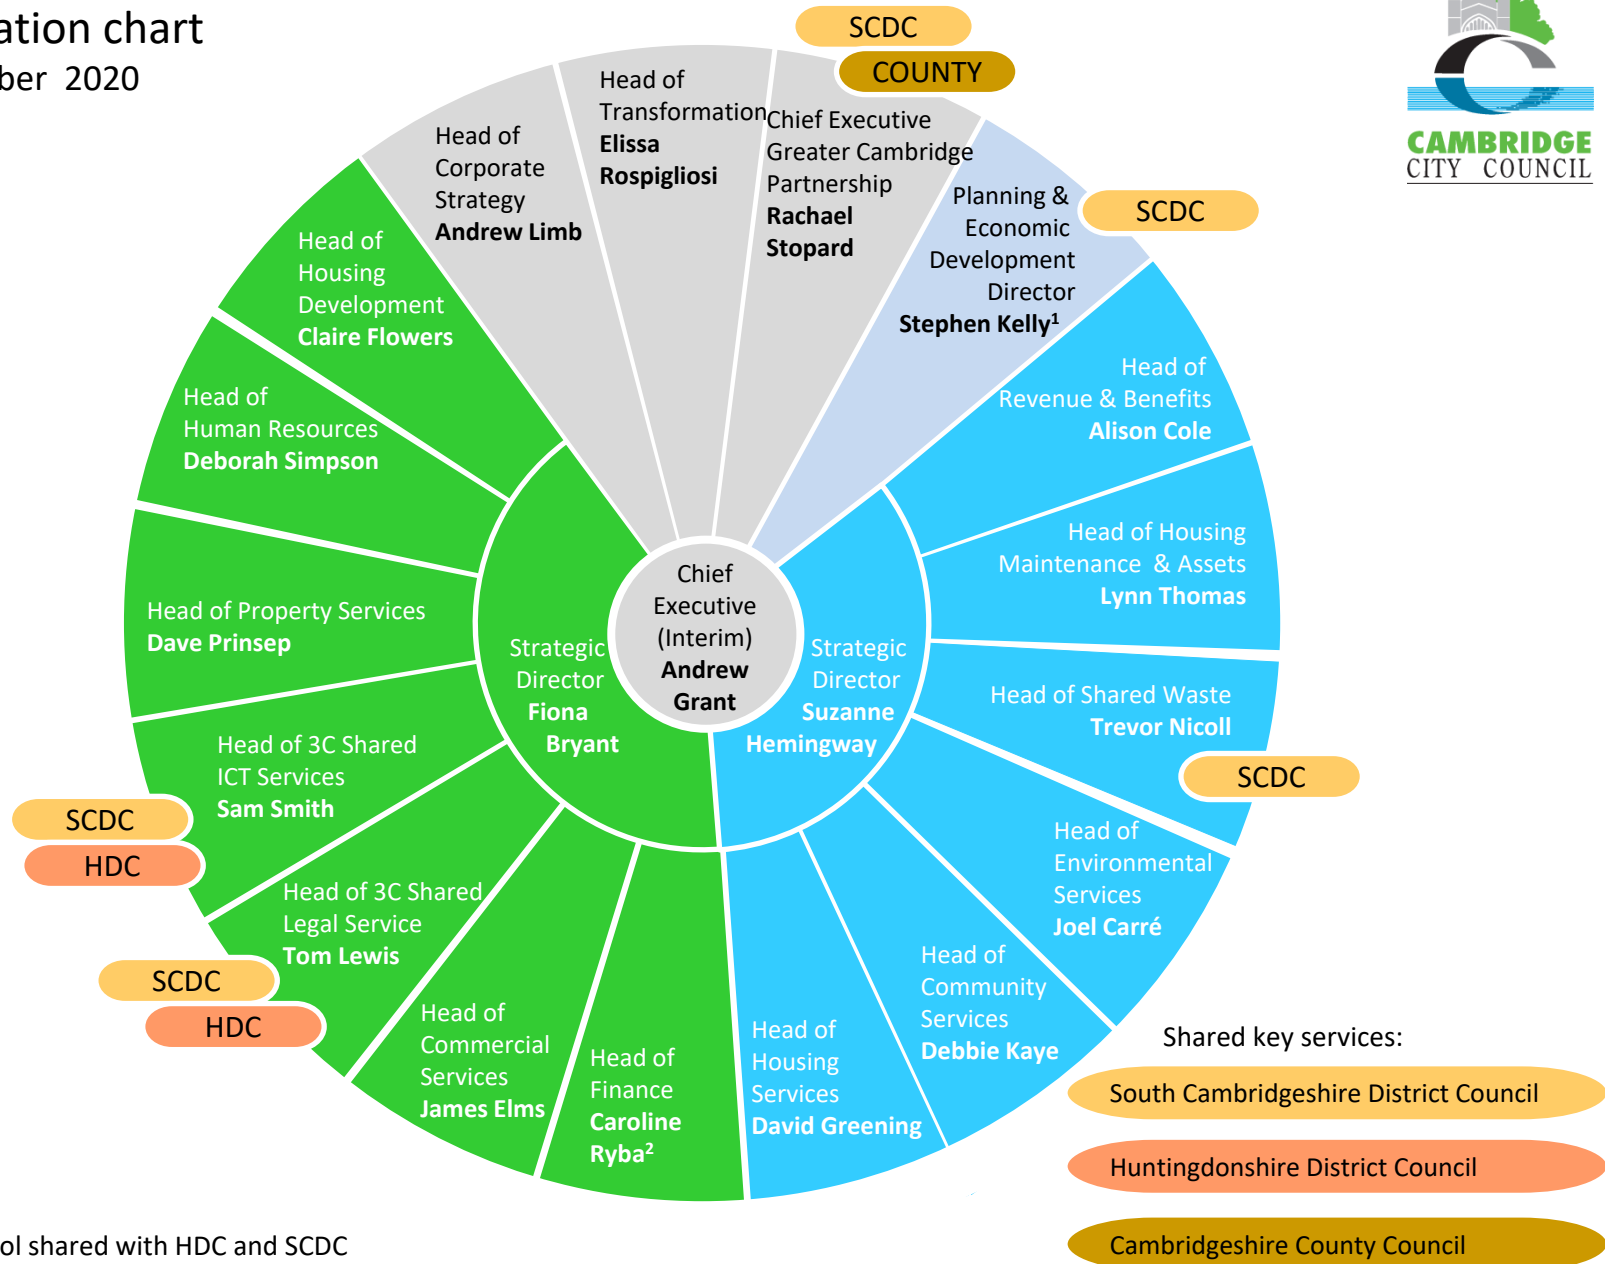 ation chart
ber 2020
SCDC
COUNTY
CAMBRIDGE
CITY COUNCIL
Head of
Transformation
Elissa
Rospigliosi
Chief Executive
Greater Cambridge
Partnership
Rachael
Stopard
Head of
Corporate
Strategy
Andrew Limb
Planning &
Economic
Development
Director
Stephen Kelly¹
SCDC
Head of
Housing
Development
Claire Flowers
Head of
Revenue & Benefits
Alison Cole
Head of
Human Resources
Deborah Simpson
Head of Housing
Maintenance & Assets
Lynn Thomas
Chief
Executive
(Interim)
Andrew
Grant
Head of Property Services
Dave Prinsep
Strategic
Director
Fiona
Bryant
Strategic
Director
Suzanne
Hemingway
Head of Shared Waste
Trevor Nicoll
SCDC
Head of 3C Shared
ICT Services
Sam Smith
SCDC
HDC
Head of
Environmental
Services
Joel Carré
Head of 3C Shared
Legal Service
Tom Lewis
SCDC
HDC
Head of
Community
Services
Debbie Kaye
Head of
Commercial
Services
James Elms
Head of
Finance
Caroline
Ryba²
Head of
Housing
Services
David Greening
Shared key services:
South Cambridgeshire District Council
Huntingdonshire District Council
Cambridgeshire County Council
ol shared with HDC and SCDC